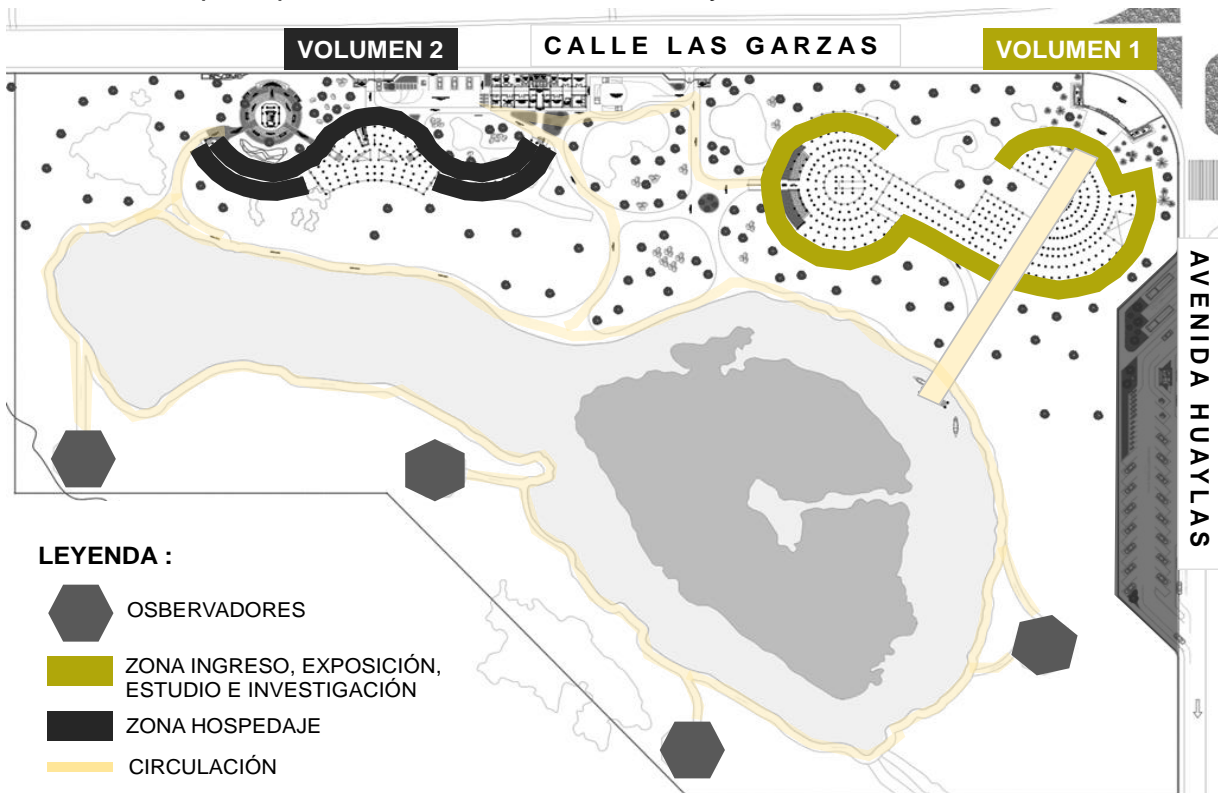 VOLUMEN 2
CALLE LAS GARZAS
VOLUMEN 1
AVENIDA HUAYLAS
LEYENDA :
OSBERVADORES
ZONA INGRESO, EXPOSICIÓN,
ESTUDIO E INVESTIGACIÓN
ZONA HOSPEDAJE
CIRCULACIÓN